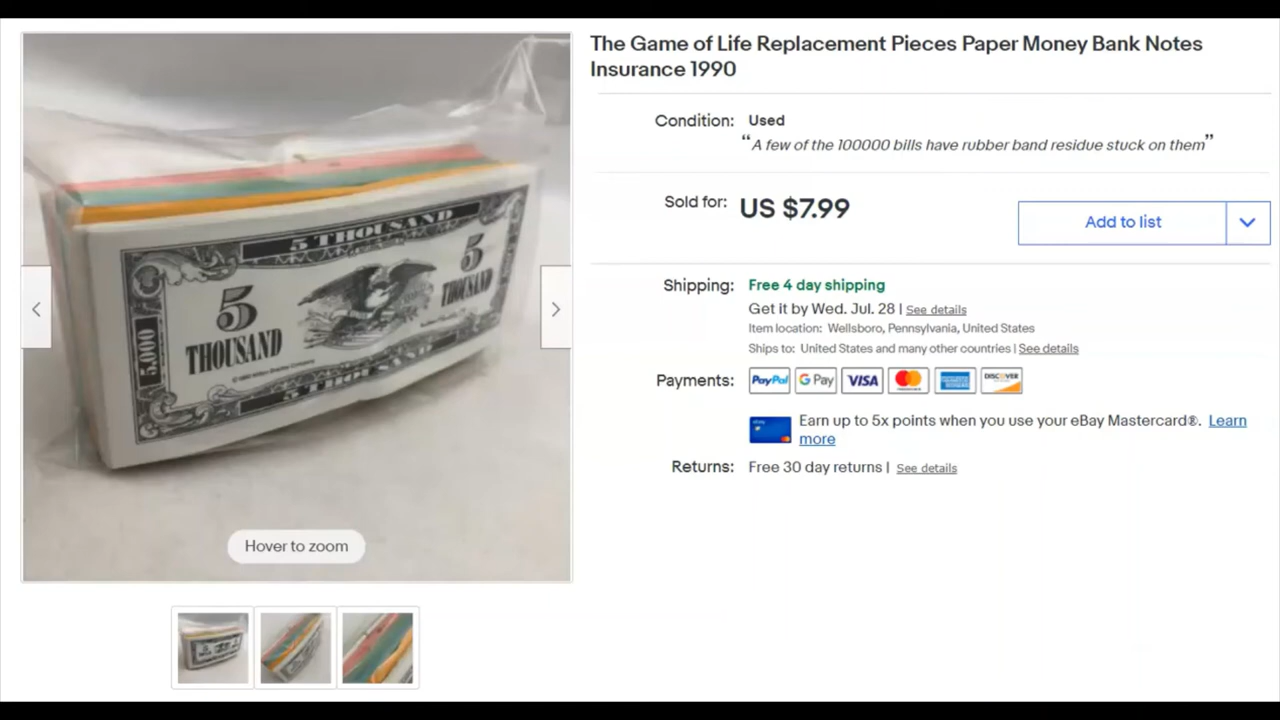 The Game of Life Replacement Pieces Paper Money Bank Notes
Insurance 1990
Condition: Used
“A few of the 100000 bills have rubber band residue stuck on them”
Sold for: US $7.99
Add to list
Shipping: Free 4 day shipping
Get it by Wed. Jul. 28 | See details
Item location: Wellsboro, Pennsylvania, United States
Ships to: United States and many other countries | See details
Payments: PayPal G Pay VISA DISCOVER
Earn up to 5x points when you use your eBay Mastercard®. Learn
more
Returns: Free 30 day returns | See details
5 THOUSAND
5
THOUSAND
5
THOUSAND
5,000
Hover to zoom